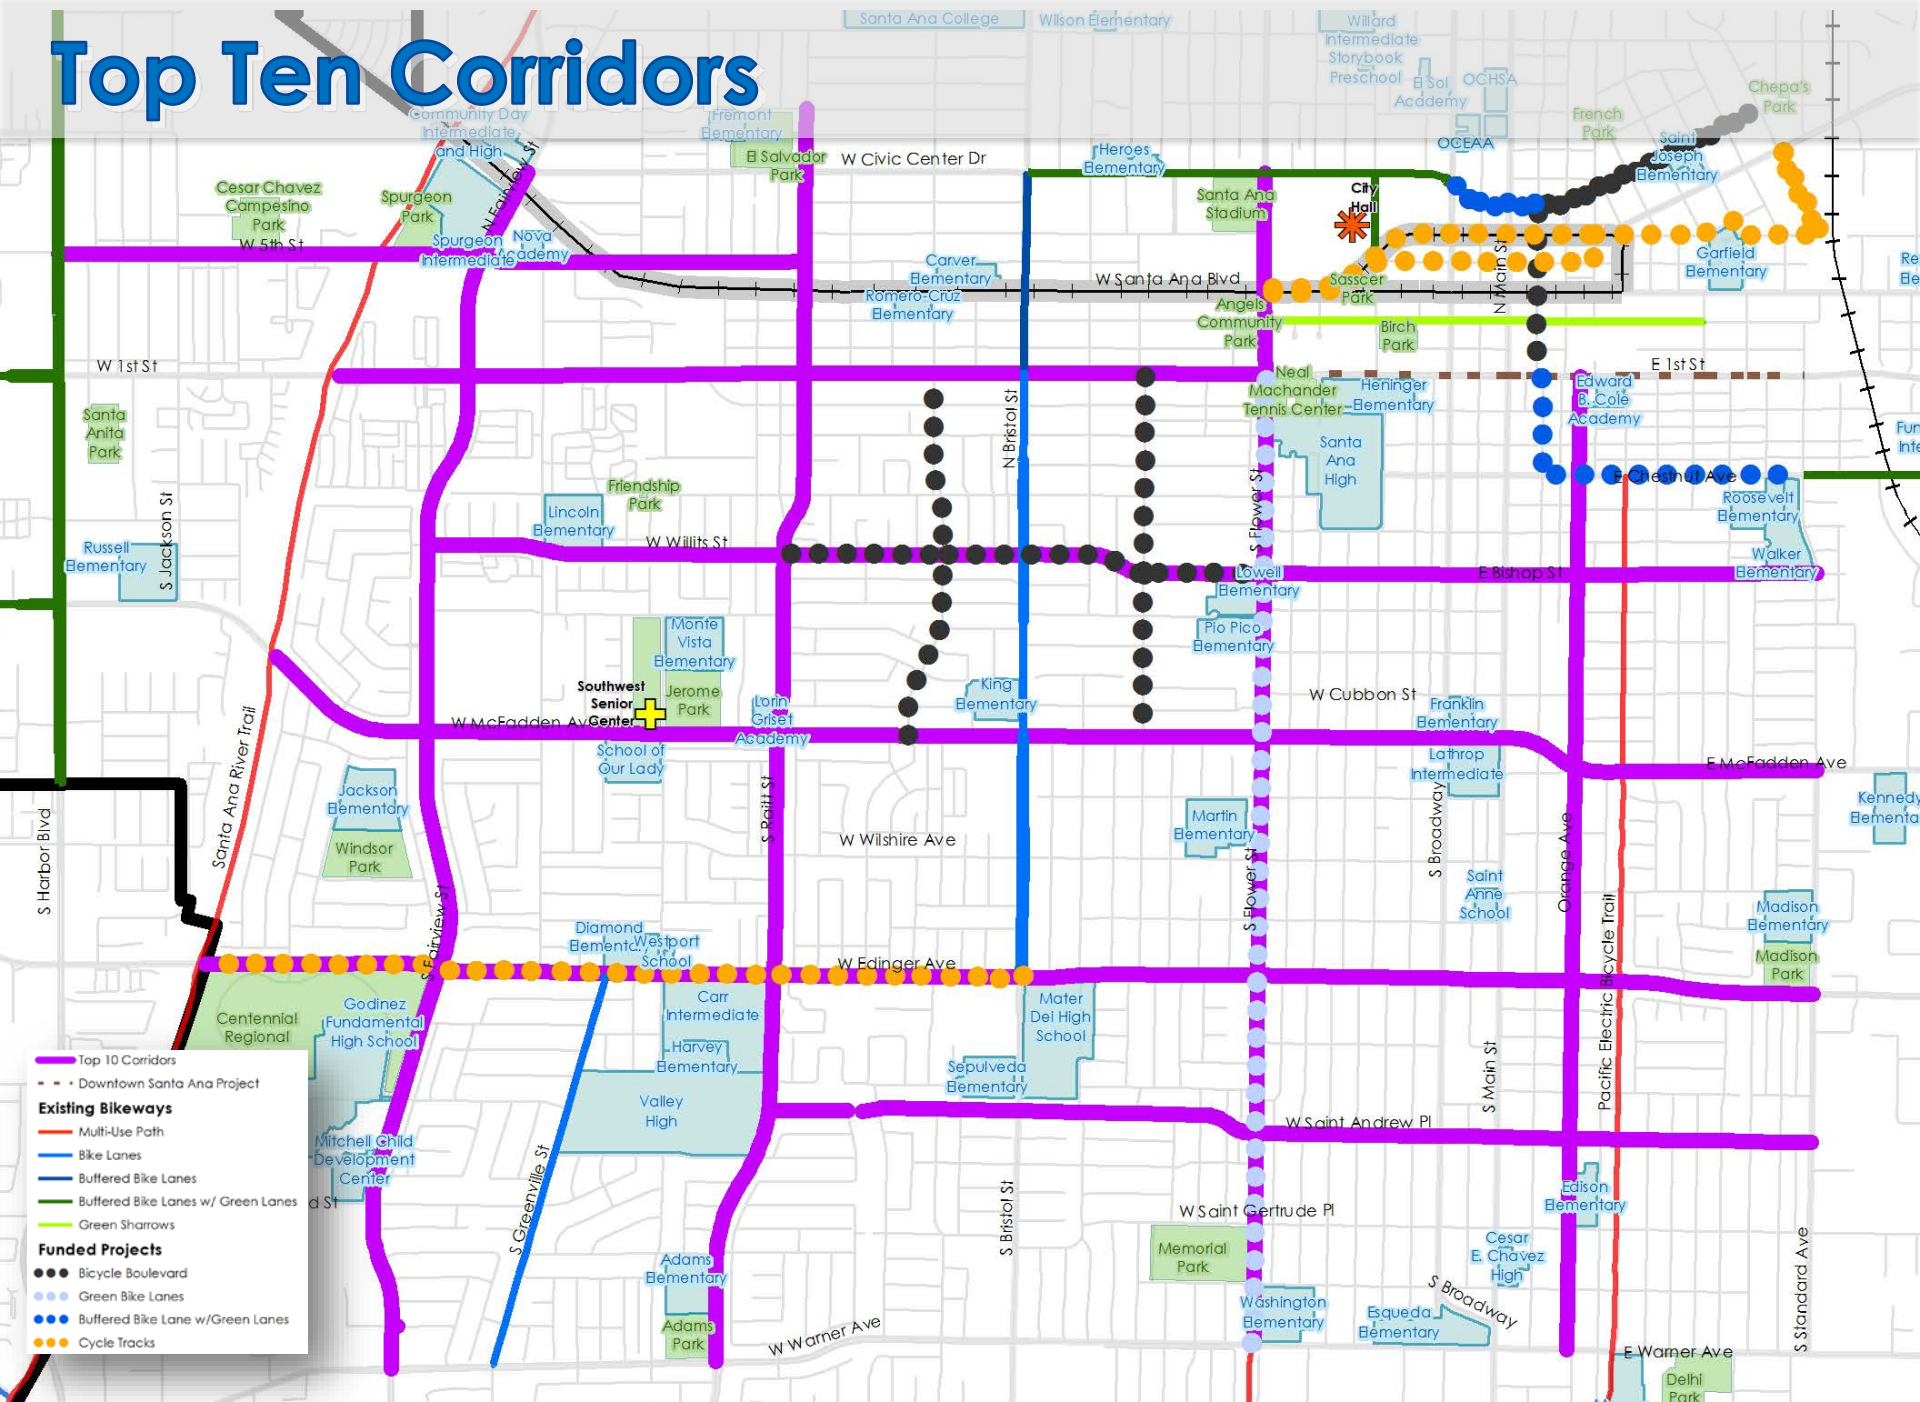 Top Ten Corridors
Santa Ana College
Wilson Elementary
Willard
Intermediate
Storybook
Preschool
El Sol
Academy
OCHSA
Chepa's
Park
French
Park
Community Day
Intermediate
and High
Fremont
Elementary
El Salvador
Park
W Civic Center Dr
Heroes
Elementary
OCEAA
Saint
Joseph
Elementary
Cesar Chavez
Campesino
Park
Spurgeon
Park
N Fairview St
Santa Ana
Stadium
City
Hall
W 5th St
Spurgeon
Intermediate
Nova
Academy
Carver
Elementary
Romero-Cruz
Elementary
W Santa Ana Blvd
Sasscer
Park
N Main St
Garfield
Elementary
Angels
Community
Park
Birch
Park
W 1st St
E 1st St
Neal
Machander
Tennis Center
Heninger
Elementary
Edward
B. Cole
Academy
Santa
Anita
Park
N Bristol St
Santa
Ana
High
Friendship
Park
Lincoln
Elementary
S Jackson St
S Flower St
E Chestnut Ave
Roosevelt
Elementary
Walker
Elementary
Russell
Elementary
W Willits St
Lowell
Elementary
E Bishop St
Pio Pico
Elementary
Monte
Vista
Elementary
Jerome
Park
Southwest
Senior
Center
W McFadden Av
School of
Our Lady
Lorin
Griset
Academy
King
Elementary
W Cubbon St
Franklin
Elementary
Lathrop
Intermediate
E McFadden Ave
Santa Ana River Trail
Jackson
Elementary
Windsor
Park
S Raitt St
W Wilshire Ave
Martin
Elementary
S Broadway
Orange Ave
Kennedy
Elementa
S Harbor Blvd
S Fairview St
S Flower St
Saint
Anne
School
Madison
Elementary
Madison
Park
Diamond
Elementa
Westport
School
W Edinger Ave
Centennial
Regional
Godinez
Fundamental
High School
Carr
Intermediate
Harvey
Elementary
Mater
Dei High
School
Sepulveda
Elementary
S Main St
Pacific Electric Bicycle Trail
Valley
High
W Saint Andrew Pl
Mitchell Child
Development
Center
d St
S Greenville St
S Bristol St
W Saint Gertrude Pl
Memorial
Park
Edison
Elementary
Cesar
E. Chavez
High
S Broadway
S Standard Ave
Adams
Elementary
Adams
Park
W Warner Ave
Washington
Elementary
Esqueda
Elementary
E Warner Ave
Delhi
Park
Top 10 Corridors
Downtown Santa Ana Project
Existing Bikeways
Multi-Use Path
Bike Lanes
Buffered Bike Lanes
Buffered Bike Lanes w/ Green Lanes
Green Sharrows
Funded Projects
Bicycle Boulevard
Green Bike Lanes
Buffered Bike Lane w/Green Lanes
Cycle Tracks